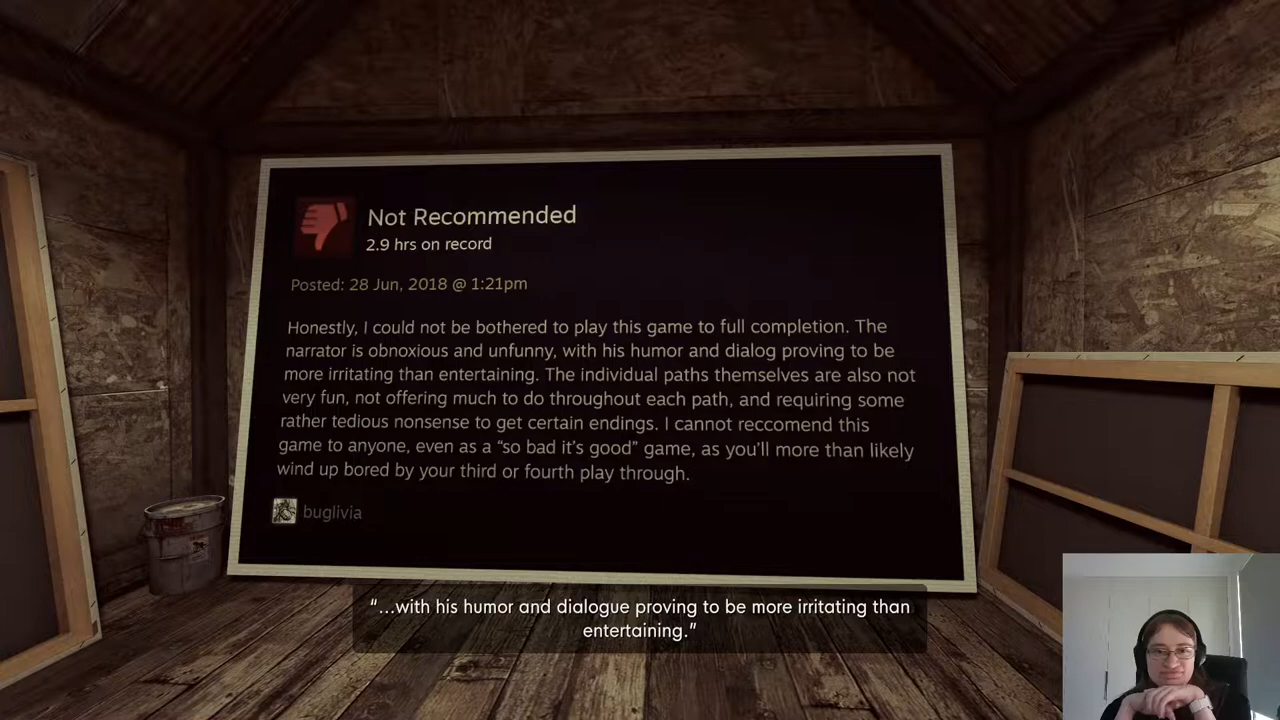 Not Recommended
2.9 hrs on record
Posted: 28 Jun, 2018 @ 1:21pm
Honestly, I could not be bothered to play this game to full completion. The
narrator is obnoxious and unfunny, with his humor and dialog proving to be
more irritating than entertaining. The individual paths themselves are also not
very fun, not offering much to do throughout each path, and requiring some
rather tedious nonsense to get certain endings. I cannot reccommend this
game to anyone, even as a “so bad it’s good” game, as you’ll more than likely
wind up bored by your third or fourth play through.
buglivia
“…with his humor and dialogue proving to be more irritating than
entertaining.”